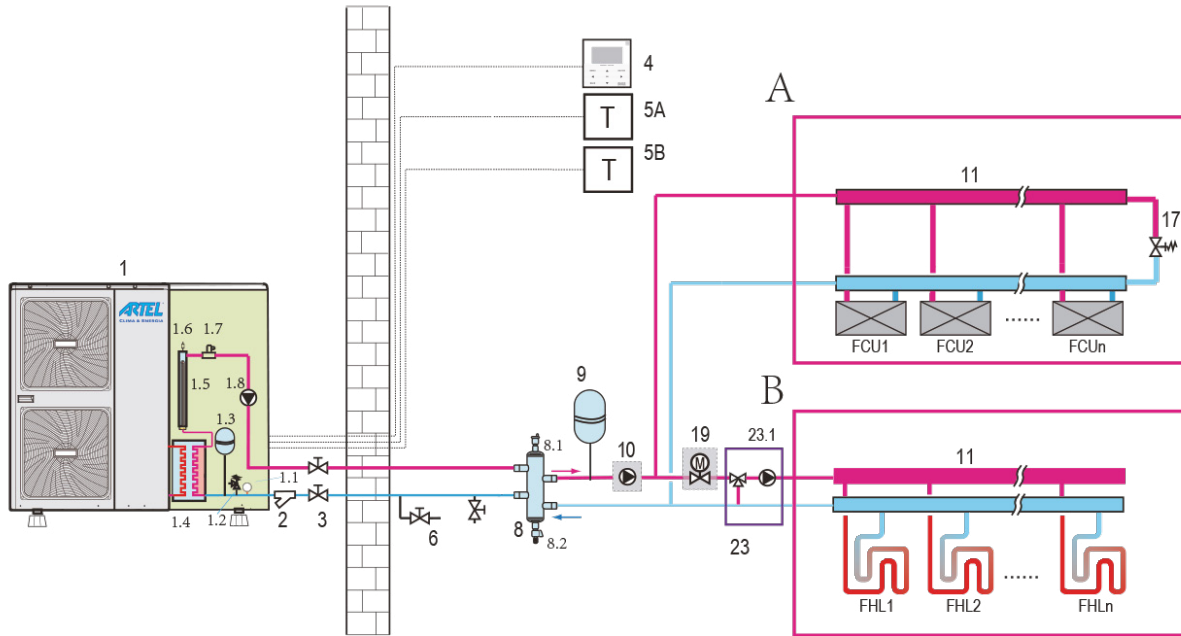 4
5A
T
5B
T
A
11
17
FCU1
FCU2
......
FCUn
1
ARTEL
CLIMA & ENERGIA
1.6
1.7
1.5
1.8
1.3
1.1
1.4
1.2
2
3
6
9
8.1
8
8.2
10
19
M
23.1
23
B
11
FHL1
FHL2
......
FHLn